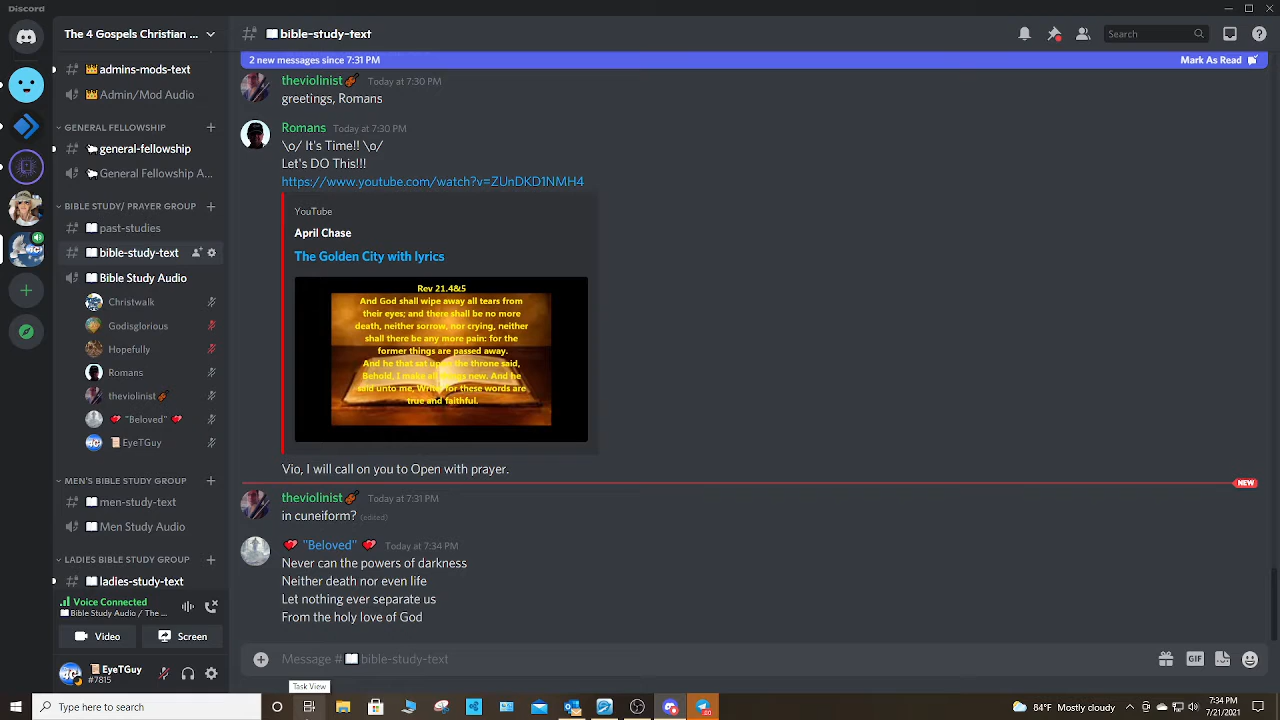 Discord
The 4 Gospels Christian ...
bible-study-text
Search
admins-mods-text
Admin/Mod Audio
GENERAL FELLOWSHIP
general-fellowship
General Fellowship A...
BIBLE STUDY/ PRAYER GROUP
past-studies
bible-study-text
Bible Study Audio
Christwalk
Godsglorious
Hopefully
Romans
theviolinist
"Beloved"
EyeTguy
MEN'S BIBLE STUDY GROUP
men-study-text
Men Study Audio
LADIES BIBLE STUDY GROUP
ladies-study-text
Voice Connected
Bible Study Audio / The ...
Video
Screen
EyeTGuy
#7815
2 new messages since 7:31 PM
Mark As Read
theviolinist Today at 7:30 PM
greetings, Romans
Romans Today at 7:30 PM
\o/ It's Time!! \o/
Let's DO This!!!
https://www.youtube.com/watch?v=ZUnDKD1NMH4
YouTube
April Chase
The Golden City with lyrics
Rev 21.4&5
And God shall wipe away all tears from
their eyes; and there shall be no more
death, neither sorrow, nor crying, neither
shall there be any more pain: for the
former things are passed away.
And he that sat upon the throne said,
Behold, I make all things new. And he
said unto me, Write: for these words are
true and faithful.
Vio, I will call on you to Open with prayer.
NEW
theviolinist Today at 7:31 PM
in cuneiform? (edited)
"Beloved" Today at 7:34 PM
Never can the powers of darkness
Neither death nor even life
Let nothing ever separate us
From the holy love of God
Message # bible-study-text
GIF
Task View
Type here to search
84°F Mostly cloudy
7:34 PM
7/21/2021